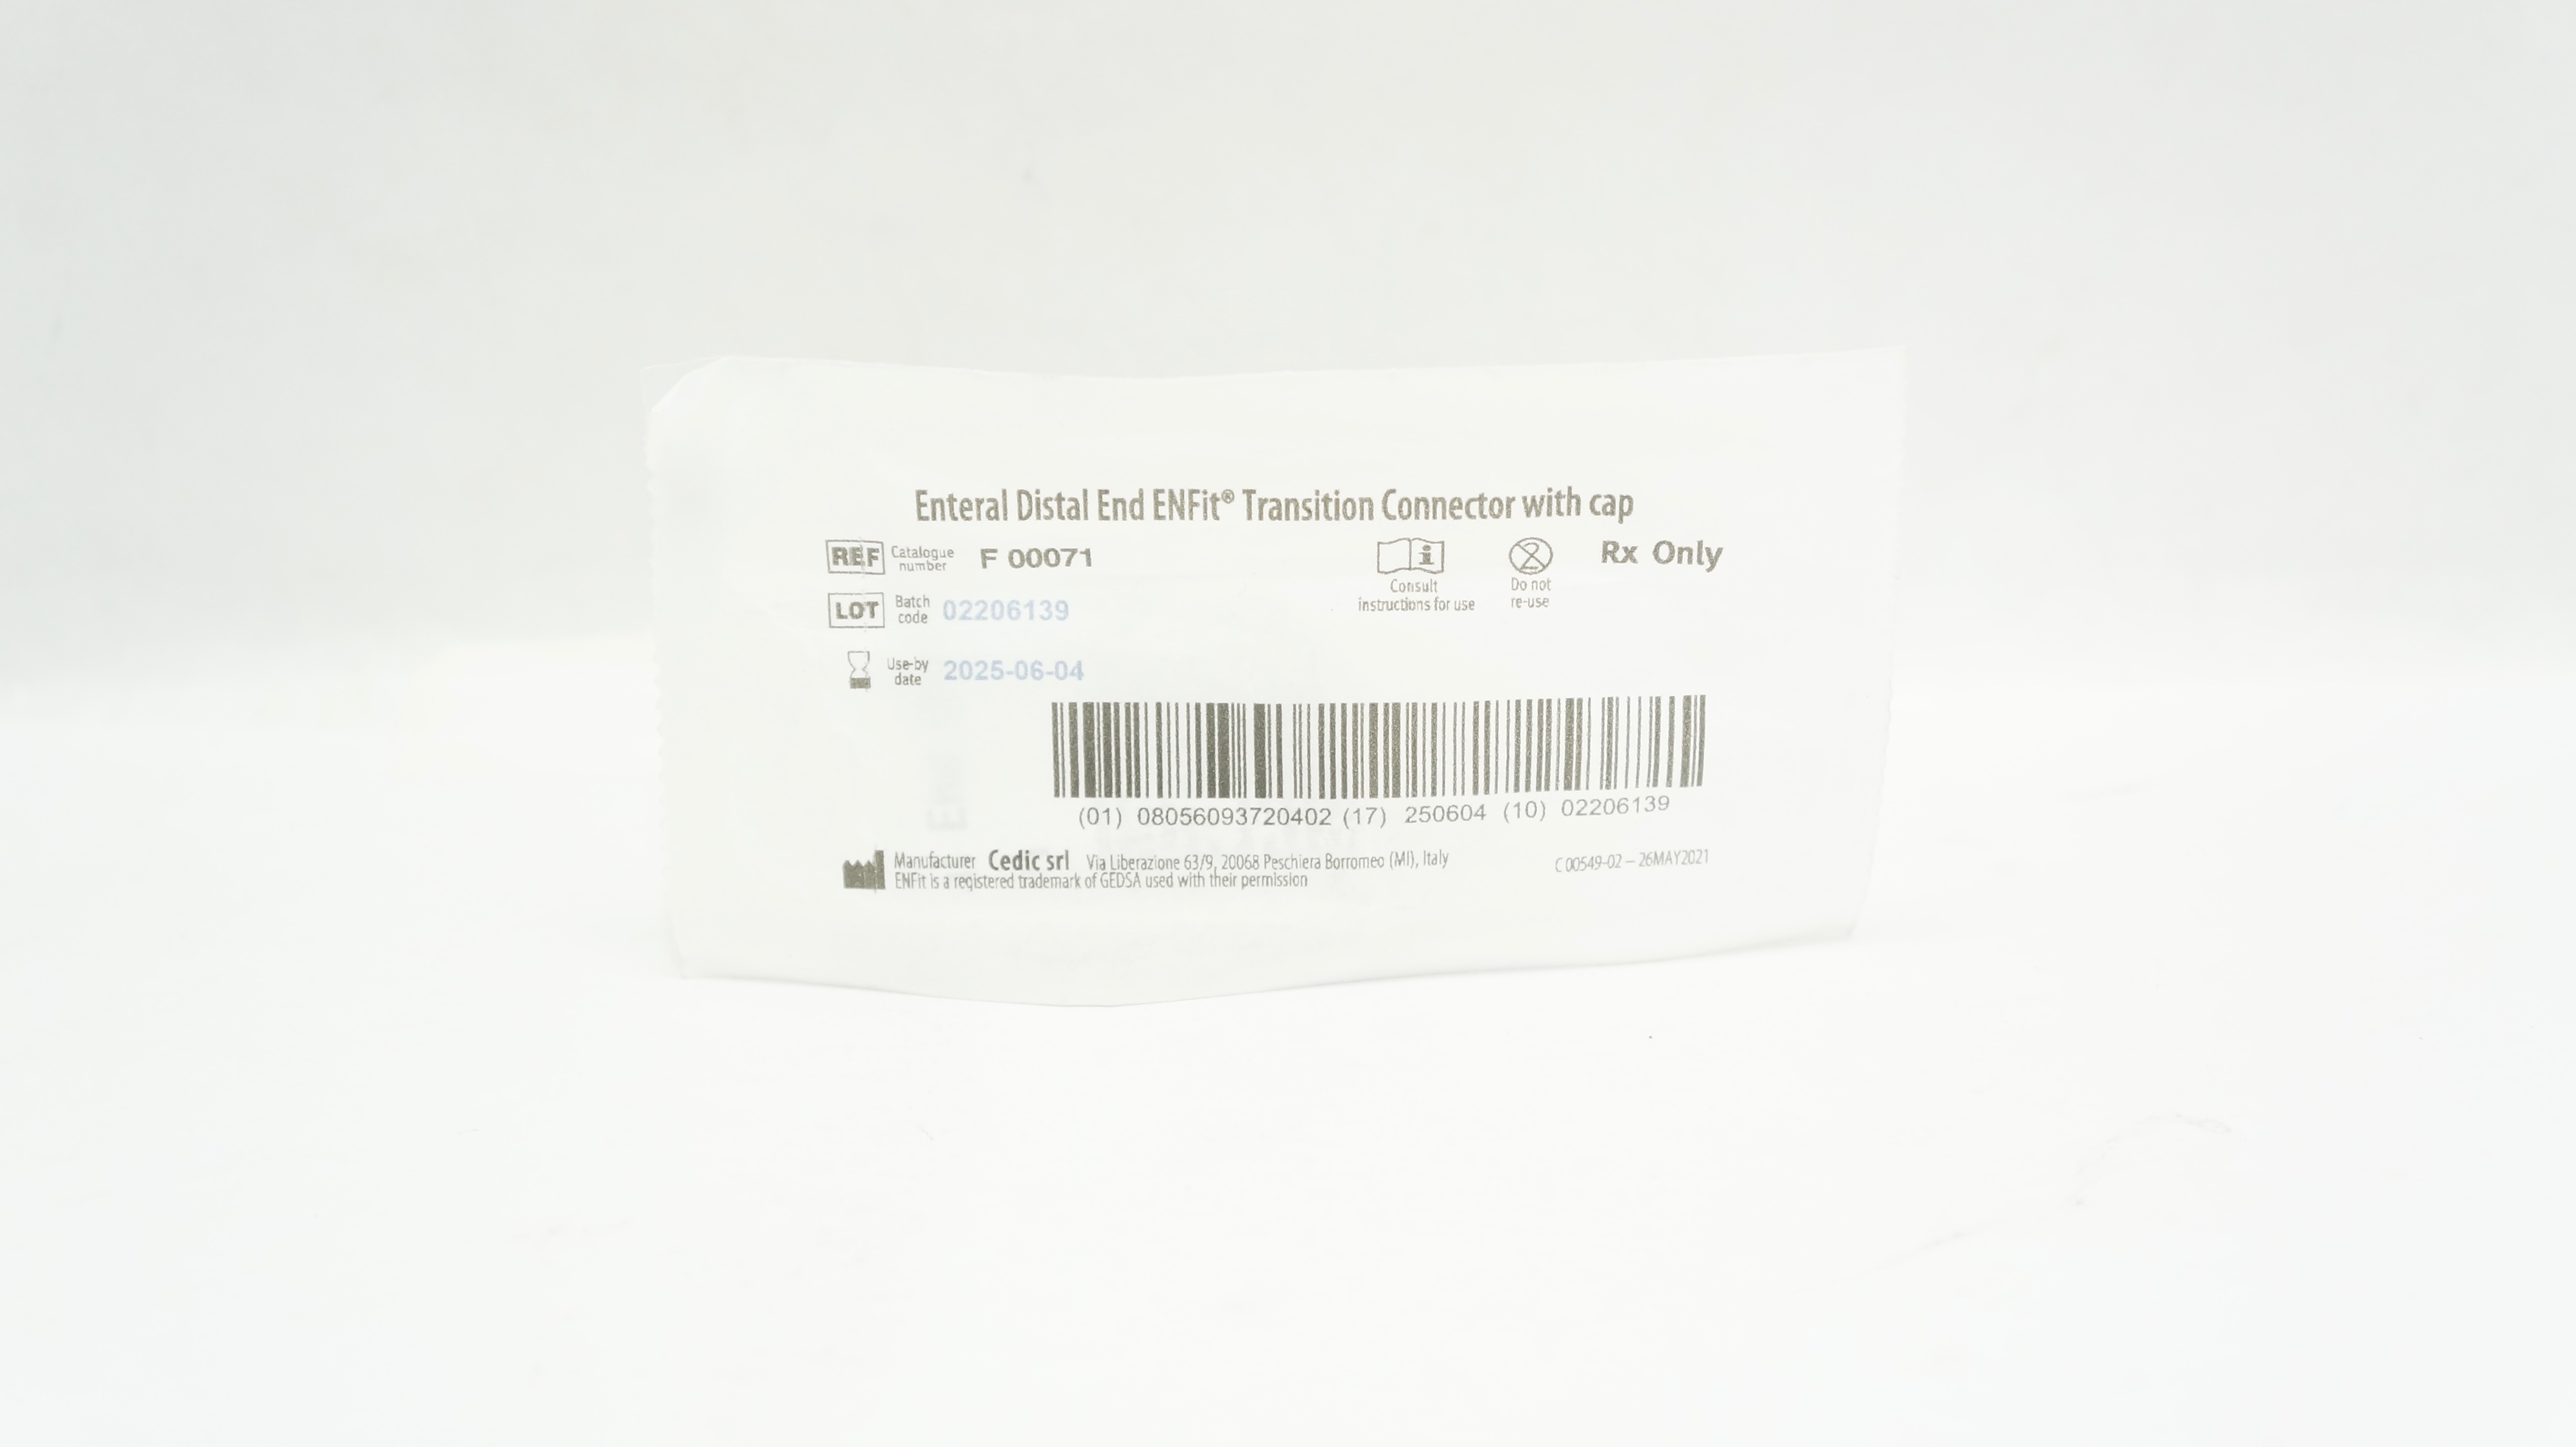 Enteral Distal End ENFit® Transition Connector with cap
REF Catalogue number F 00071
Consult instructions for use
Do not re-use
Rx Only
LOT Batch code 02206139
Use-by date 2025-06-04
(01) 08056093720402 (17) 250604 (10) 02206139
Manufacturer Cedic srl Via Liberazione 63/9, 20068 Peschiera Borromeo (MI), Italy
ENFit is a registered trademark of GEDSA used with their permission
C 00549-02 – 26MAY2021